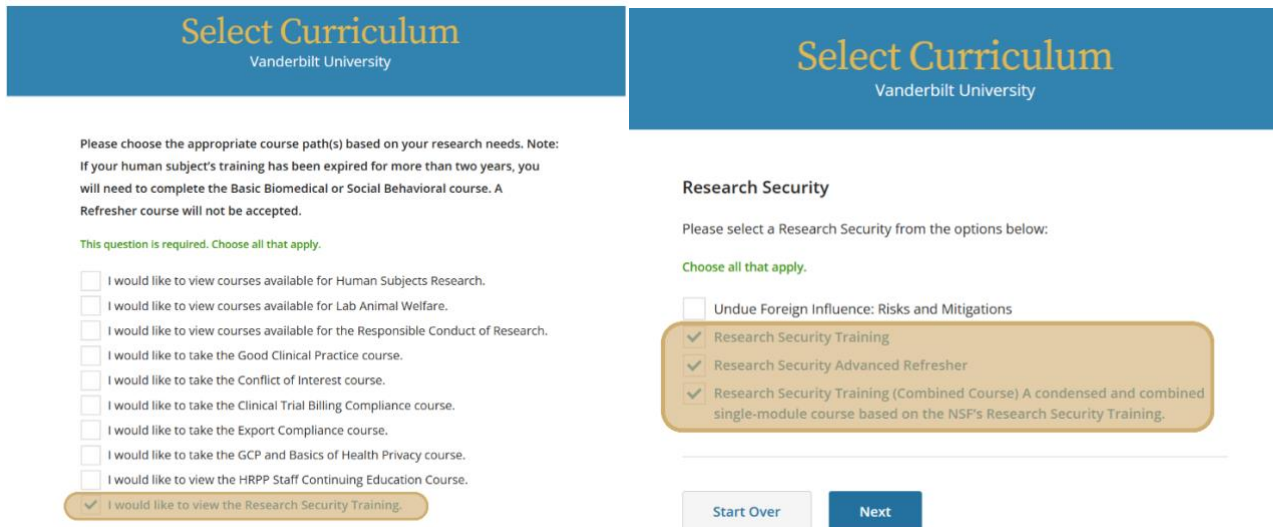 Select Curriculum
Vanderbilt University
Please choose the appropriate course path(s) based on your research needs. Note:
If your human subject's training has been expired for more than two years, you
will need to complete the Basic Biomedical or Social Behavioral course. A
Refresher course will not be accepted.
This question is required. Choose all that apply.
I would like to view courses available for Human Subjects Research.
I would like to view courses available for Lab Animal Welfare.
I would like to view courses available for the Responsible Conduct of Research.
I would like to take the Good Clinical Practice course.
I would like to take the Conflict of Interest course.
I would like to take the Clinical Trial Billing Compliance course.
I would like to take the Export Compliance course.
I would like to take the GCP and Basics of Health Privacy course.
I would like to view the HRPP Staff Continuing Education Course.
I would like to view the Research Security Training.
Select Curriculum
Vanderbilt University
Research Security
Please select a Research Security from the options below:
Choose all that apply.
Undue Foreign Influence: Risks and Mitigations
Research Security Training
Research Security Advanced Refresher
Research Security Training (Combined Course) A condensed and combined
single-module course based on the NSF's Research Security Training.
Start Over
Next